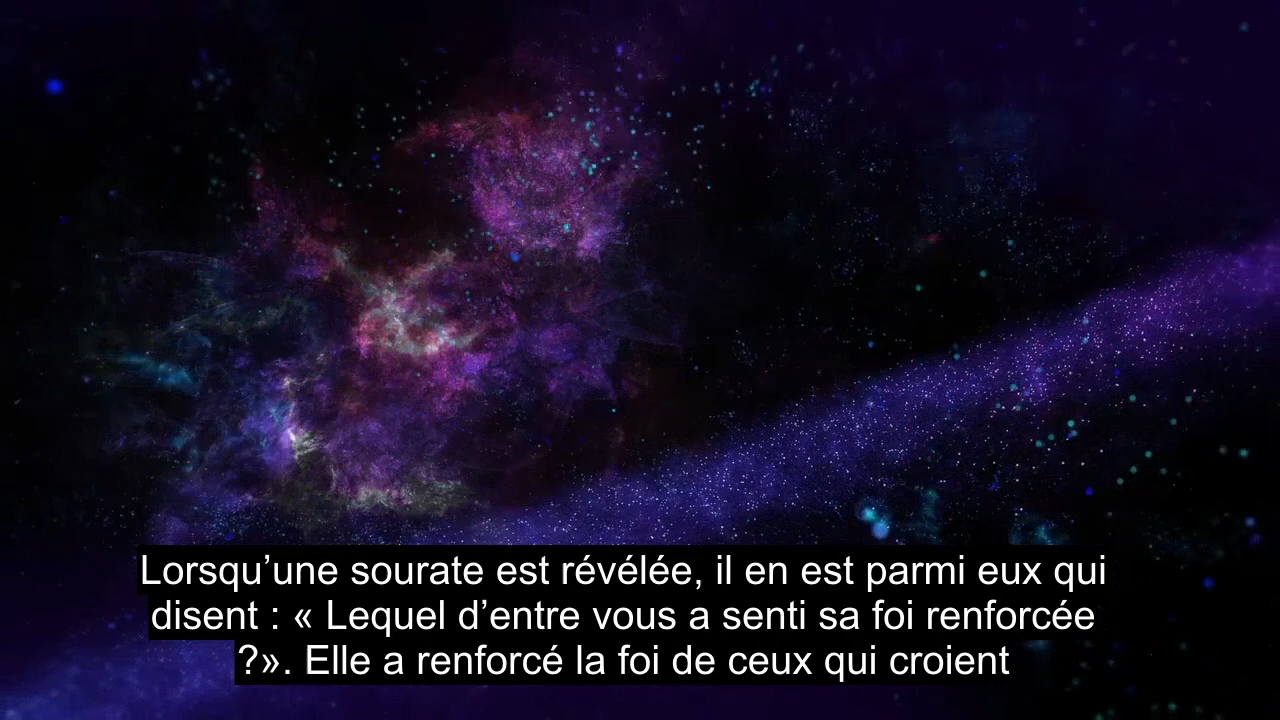 Lorsqu’une sourate est révélée, il en est parmi eux qui
disent : « Lequel d’entre vous a senti sa foi renforcée
?». Elle a renforcé la foi de ceux qui croient